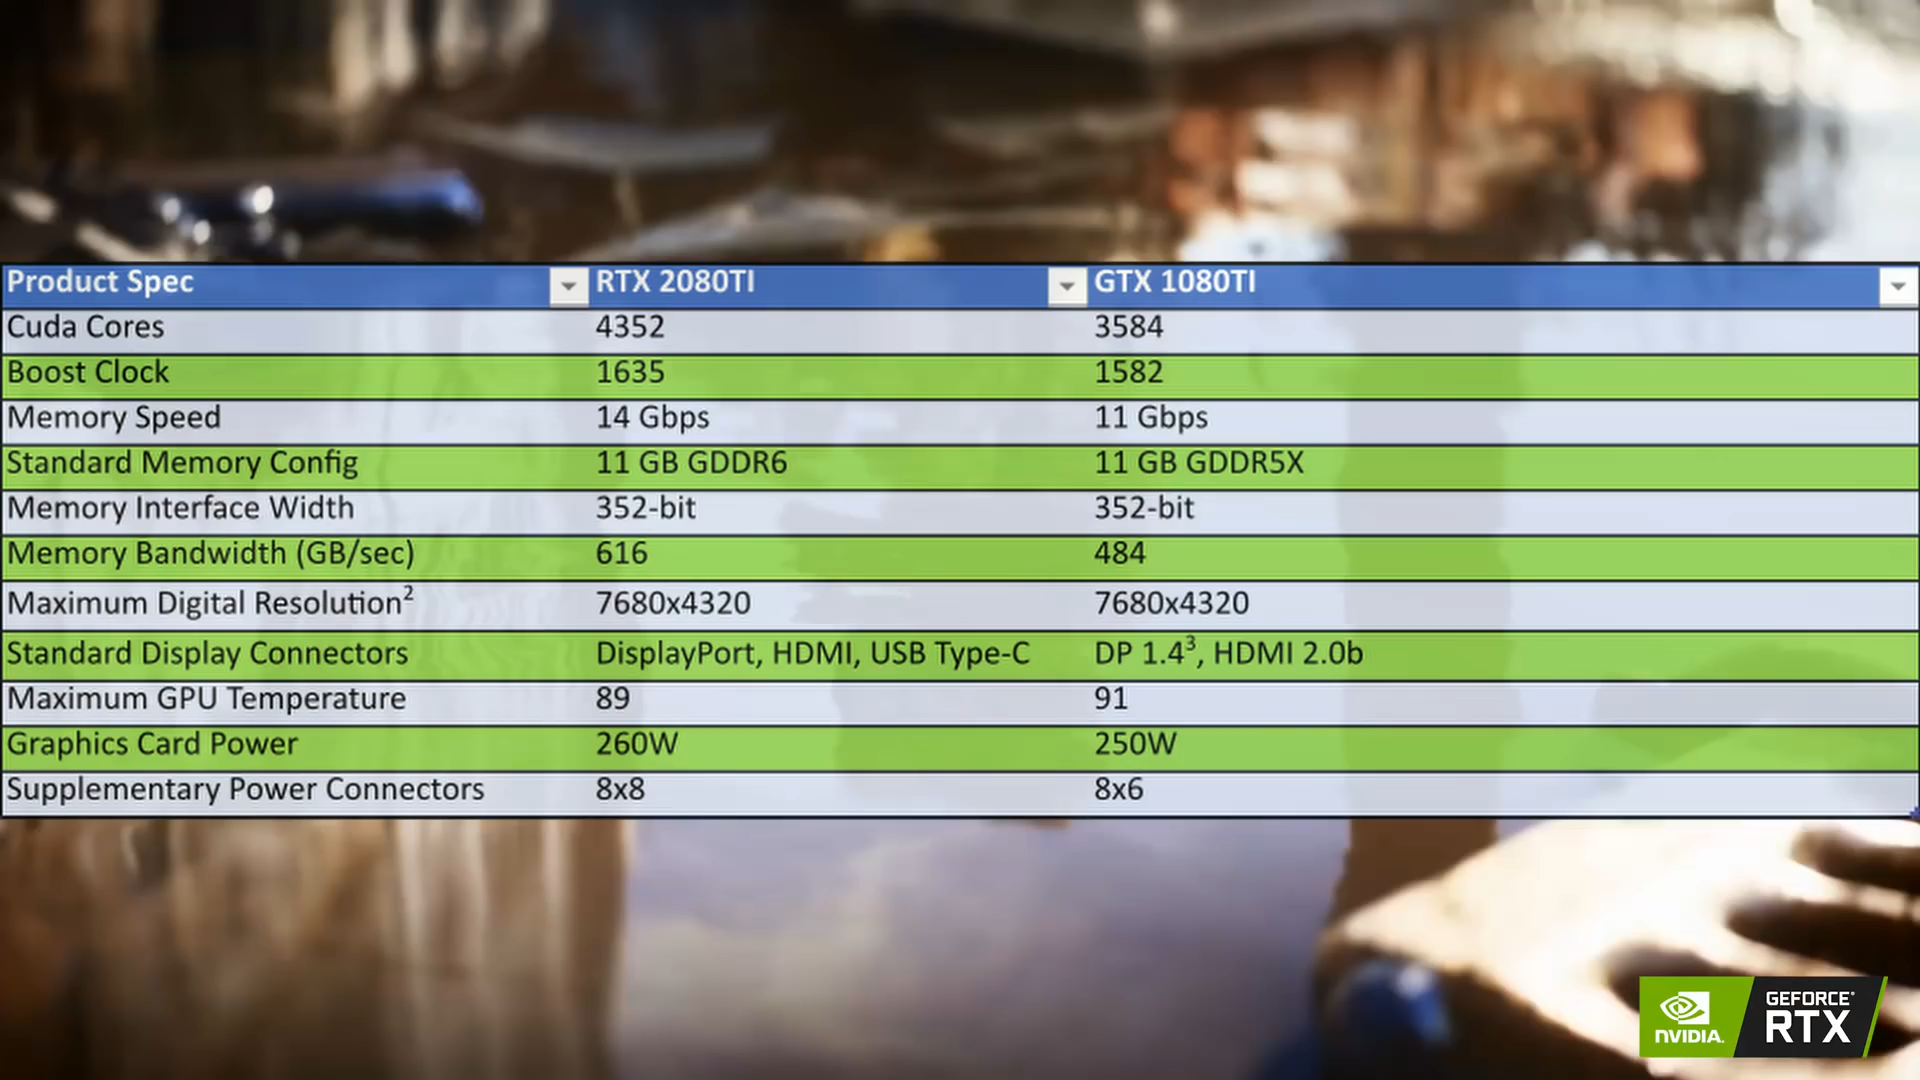 Product Spec RTX 2080TI GTX 1080TI
Cuda Cores 4352 3584
Boost Clock 1635 1582
Memory Speed 14 Gbps 11 Gbps
Standard Memory Config 11 GB GDDR6 11 GB GDDR5X
Memory Interface Width 352-bit 352-bit
Memory Bandwidth (GB/sec) 616 484
Maximum Digital Resolution² 7680x4320 7680x4320
Standard Display Connectors DisplayPort, HDMI, USB Type-C DP 1.4³, HDMI 2.0b
Maximum GPU Temperature 89 91
Graphics Card Power 260W 250W
Supplementary Power Connectors 8x8 8x6
NVIDIA.
GEFORCE®
RTX